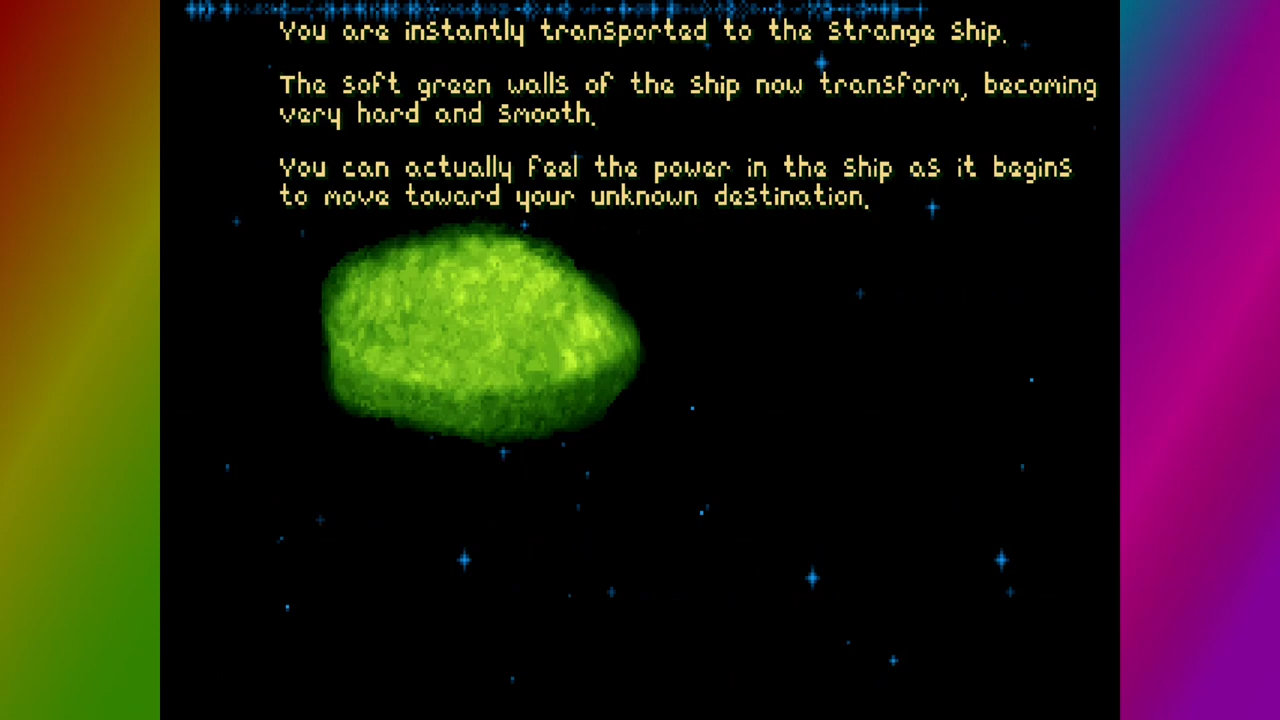 You are instantly transported to the strange ship.
The soft green walls of the ship now transform, becoming
very hard and smooth.
You can actually feel the power in the ship as it begins
to move toward your unknown destination.